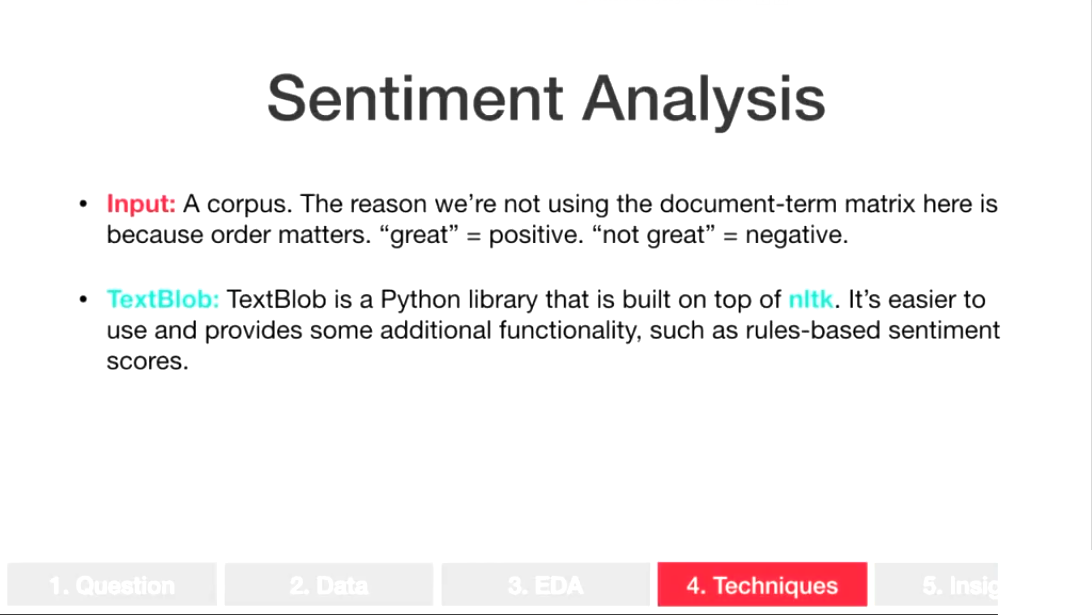 Sentiment Analysis
• Input: A corpus. The reason we’re not using the document-term matrix here is
because order matters. “great” = positive. “not great” = negative.
• TextBlob: TextBlob is a Python library that is built on top of nltk. It’s easier to
use and provides some additional functionality, such as rules-based sentiment
scores.
1. Question 2. Data 3. EDA 4. Techniques 5. Insig